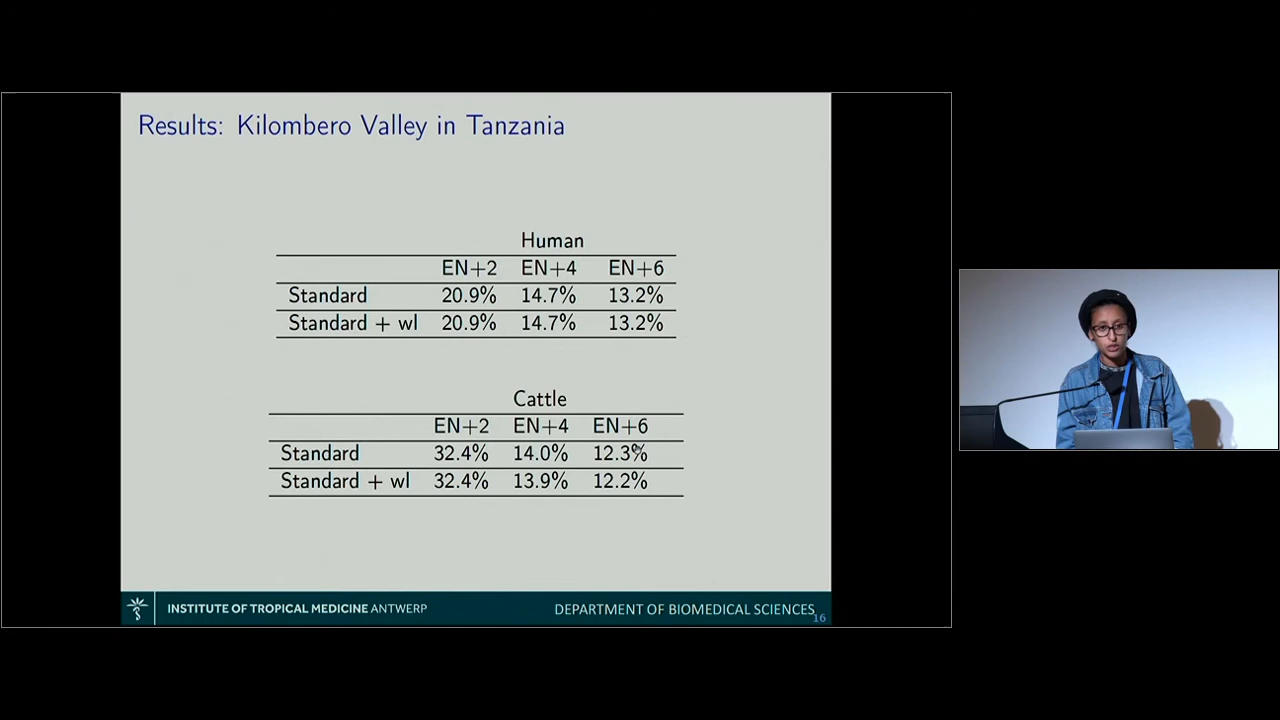 Results: Kilombero Valley in Tanzania
Human
EN+2 EN+4 EN+6
Standard 20.9% 14.7% 13.2%
Standard + wl 20.9% 14.7% 13.2%
Cattle
EN+2 EN+4 EN+6
Standard 32.4% 14.0% 12.3%
Standard + wl 32.4% 13.9% 12.2%
INSTITUTE OF TROPICAL MEDICINE ANTWERP
DEPARTMENT OF BIOMEDICAL SCIENCES
16